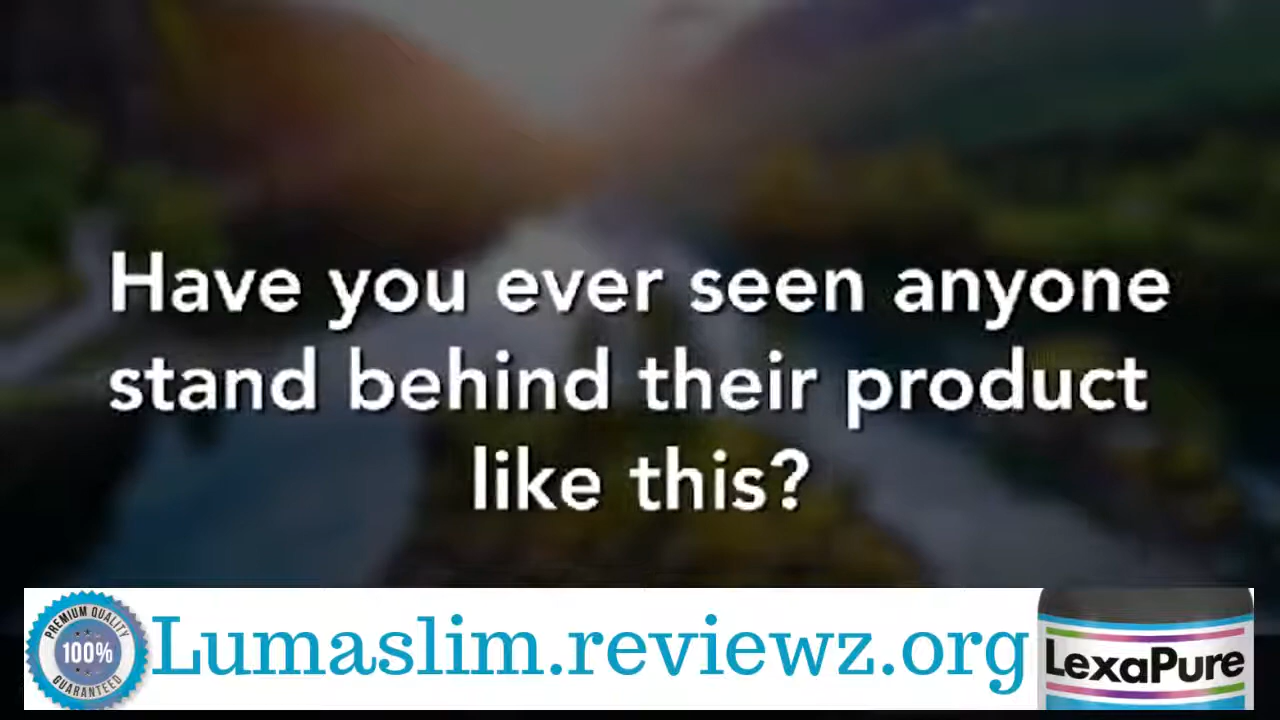 Have you ever seen anyone
stand behind their product
like this?
PREMIUM QUALITY
100%
GUARANTEED
Lumaslim.reviewz.org
LexaPure